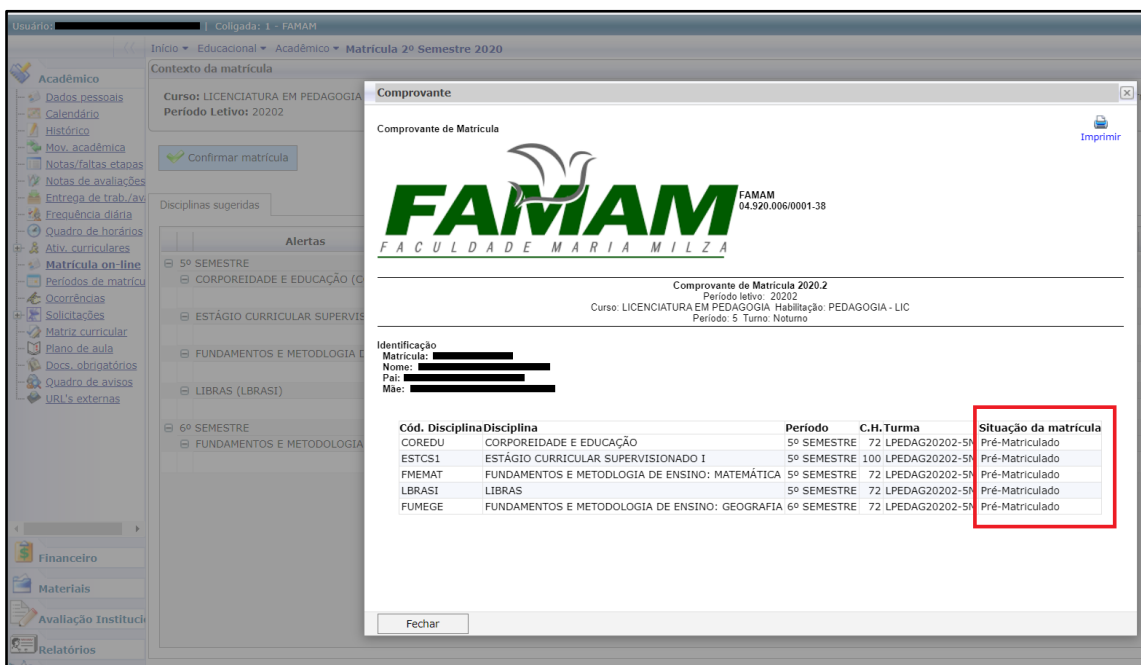 Usuário: | Coligada: 1 - FAMAM
Início Educacional Acadêmico Matrícula 2º Semestre 2020
Contexto da matrícula
Curso: LICENCIATURA EM PEDAGOGIA
Período Letivo: 20202
Confirmar matrícula
Disciplinas sugeridas
Alertas
5º SEMESTRE
CORPOREIDADE E EDUCAÇÃO (C
ESTÁGIO CURRICULAR SUPERVIS
FUNDAMENTOS E METODLOGIA D
LIBRAS (LBRASI)
6º SEMESTRE
FUNDAMENTOS E METODOLOGIA
Acadêmico
Dados pessoais
Calendário
Histórico
Mov. acadêmica
Notas/faltas etapas
Notas de avaliações
Entrega de trab./av
Frequência diária
Quadro de horários
Ativ. curriculares
Matrícula on-line
Períodos de matrícu
Ocorrências
Solicitações
Matriz curricular
Plano de aula
Docs. obrigatórios
Quadro de avisos
URL's externas
Financeiro
Materiais
Avaliação Instituci
Relatórios
Comprovante
Comprovante de Matrícula
Imprimir
FAMAM
FACULDADE MARIA MILZA
FAMAM
04.920.006/0001-38
Comprovante de Matrícula 2020.2
Período letivo: 20202
Curso: LICENCIATURA EM PEDAGOGIA Habilitação: PEDAGOGIA - LIC
Período: 5 Turno: Noturno
Identificação
Matrícula:
Nome:
Pai:
Mãe:
Cód. Disciplina Disciplina Período C.H. Turma Situação da matrícula
COREDU CORPOREIDADE E EDUCAÇÃO 5º SEMESTRE 72 LPEDAG20202-5N Pré-Matriculado
ESTCS1 ESTÁGIO CURRICULAR SUPERVISIONADO I 5º SEMESTRE 100 LPEDAG20202-5N Pré-Matriculado
FMEMAT FUNDAMENTOS E METODLOGIA DE ENSINO: MATEMÁTICA 5º SEMESTRE 72 LPEDAG20202-5N Pré-Matriculado
LBRASI LIBRAS 5º SEMESTRE 72 LPEDAG20202-5N Pré-Matriculado
FUMEGE FUNDAMENTOS E METODOLOGIA DE ENSINO: GEOGRAFIA 6º SEMESTRE 72 LPEDAG20202-5N Pré-Matriculado
Fechar